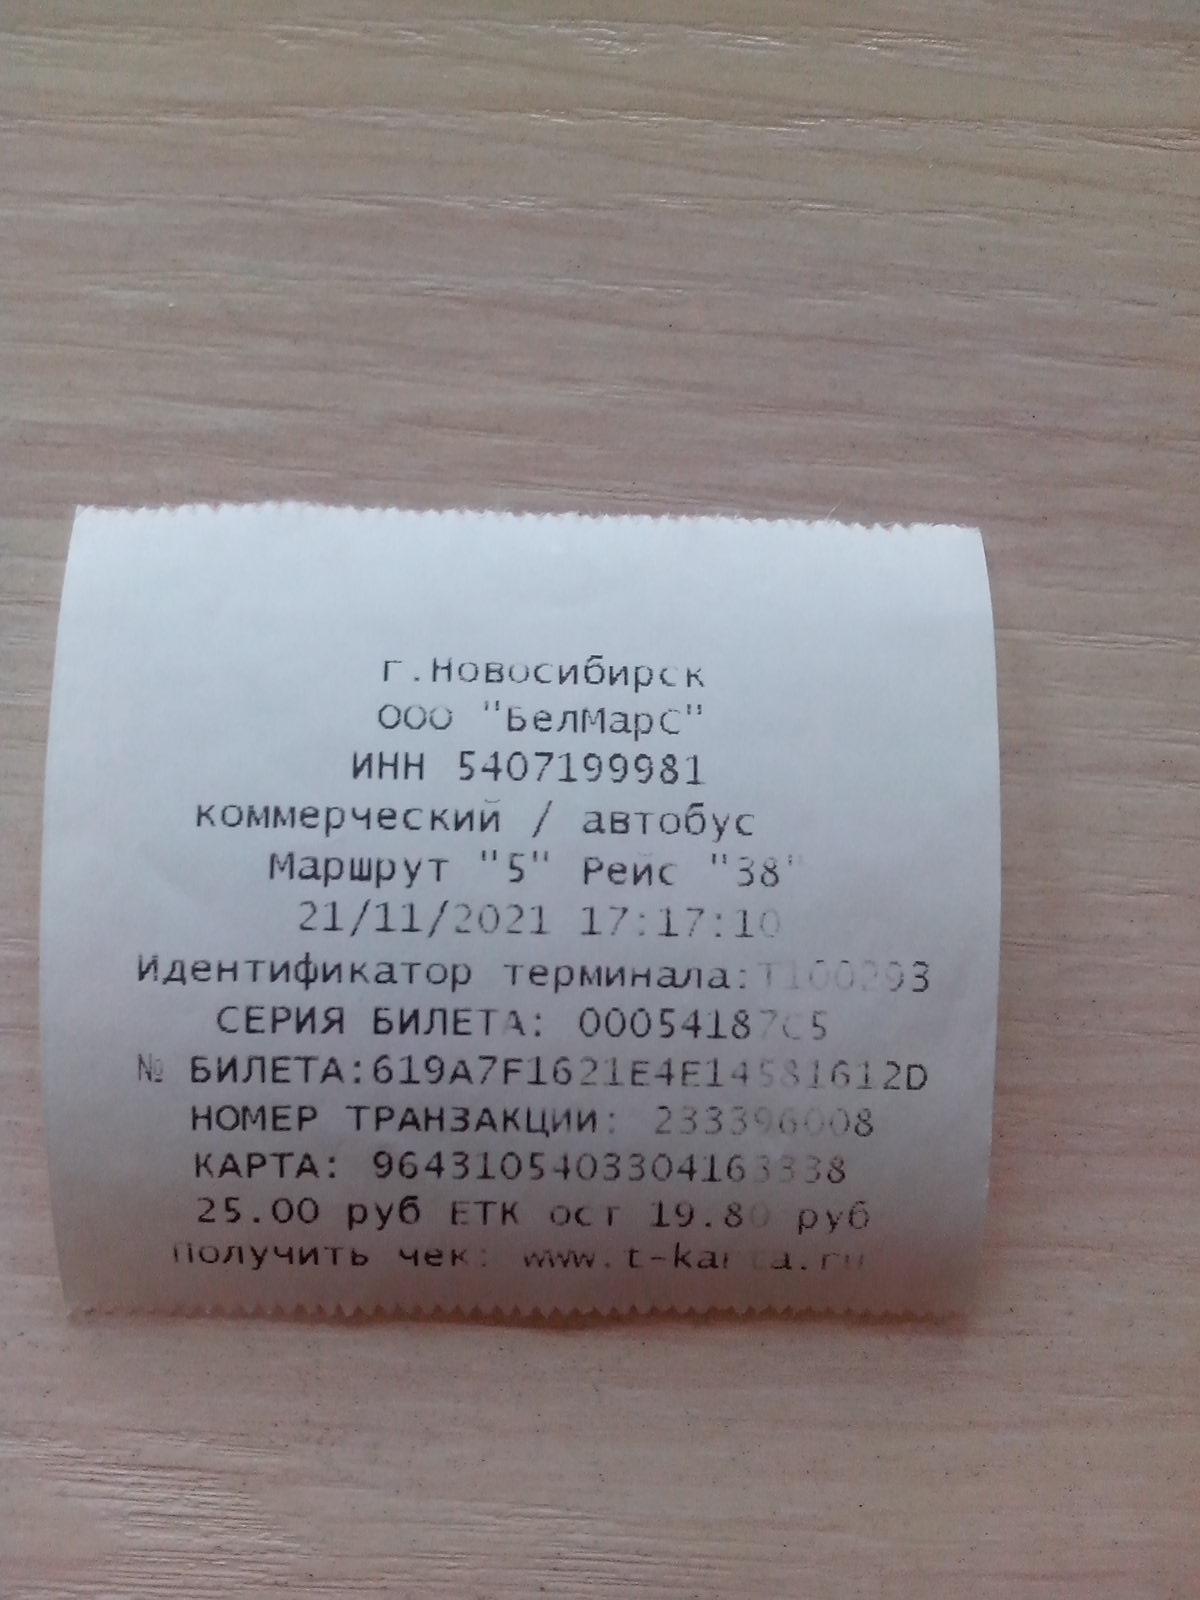 г.Новосибирск
ООО "БелМарС"
ИНН 5407199981
коммерческий / автобус
Маршрут "5" Рейс "38"
21/11/2021 17:17:10
Идентификатор терминала:T100293
СЕРИЯ БИЛЕТА: 00054187C5
№ БИЛЕТА:619A7F1621E4E14581612D
НОМЕР ТРАНЗАКЦИИ: 233396008
КАРТА: 9643105403304163338
25.00 руб ЕТК ост 19.80 руб
Получить чек: www.t-karta.ru